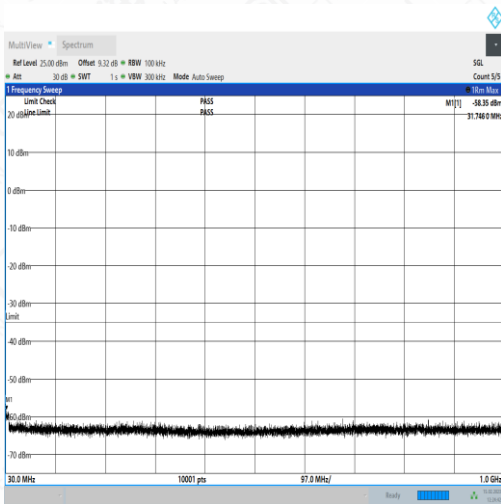 MultiView Spectrum
Ref Level 25.00 dBm Offset 9.32 dB RBW 100 kHz SGL
Att 30 dB SWT 1 s VBW 300 kHz Mode Auto Sweep Count 5/5
1 Frequency Sweep 1Rm Max
Limit Check PASS M1[1] -58.35 dBm
Line Limit PASS 31.746 0 MHz
20 dBm
10 dBm
0 dBm
-10 dBm
-20 dBm
-30 dBm
Limit
-40 dBm
-50 dBm
M1
-60 dBm
-70 dBm
30.0 MHz 10001 pts 97.0 MHz/ 1.0 GHz
Ready